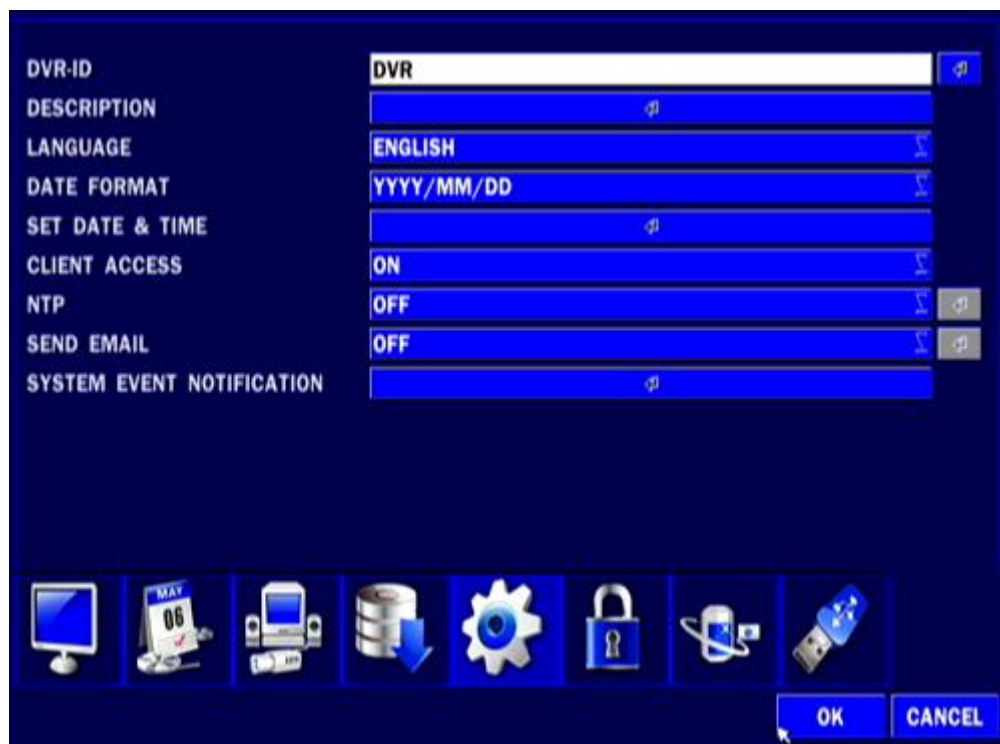 DVR-ID DVR
DESCRIPTION
LANGUAGE ENGLISH
DATE FORMAT YYYY/MM/DD
SET DATE & TIME
CLIENT ACCESS ON
NTP OFF
SEND EMAIL OFF
SYSTEM EVENT NOTIFICATION
MAY
06
OK CANCEL